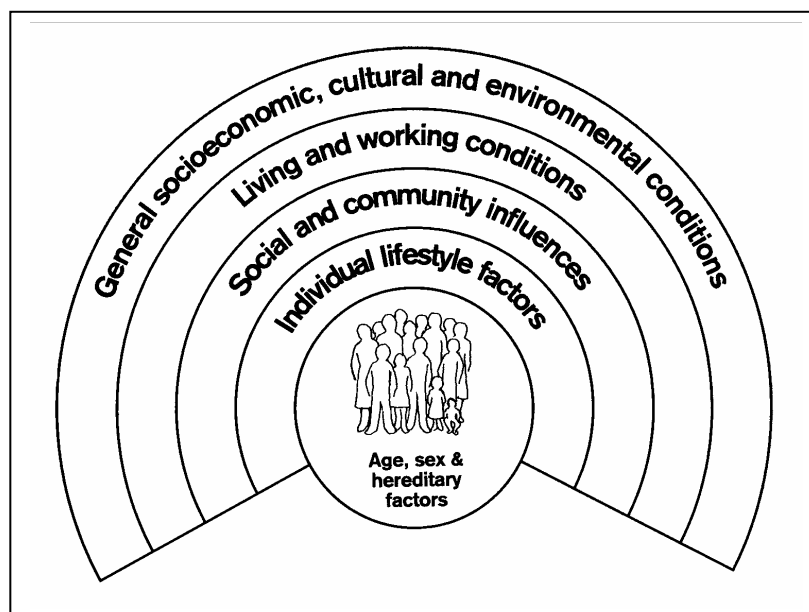 General socioeconomic, cultural and environmental conditions
Living and working conditions
Social and community influences
Individual lifestyle factors
Age, sex &
hereditary
factors